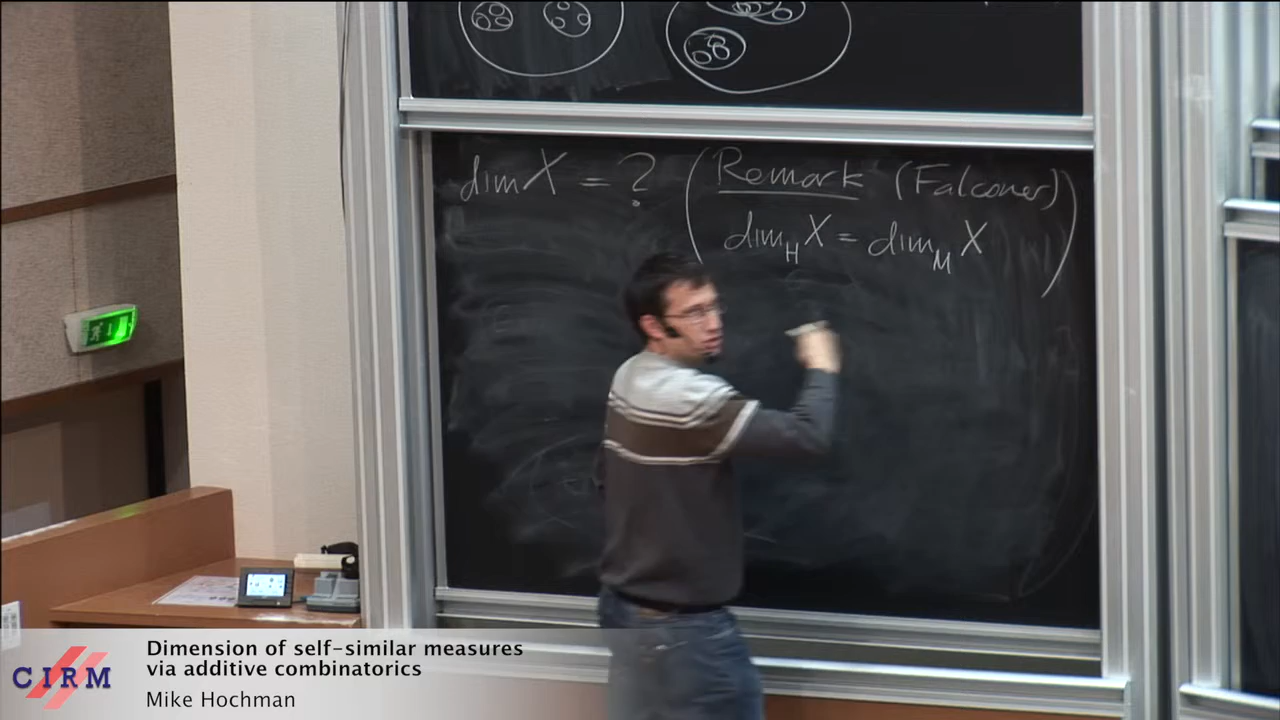 dim X = ? (Remark (Falconer)
dim_H X = dim_M X)
CIRM
Dimension of self-similar measures
via additive combinatorics
Mike Hochman